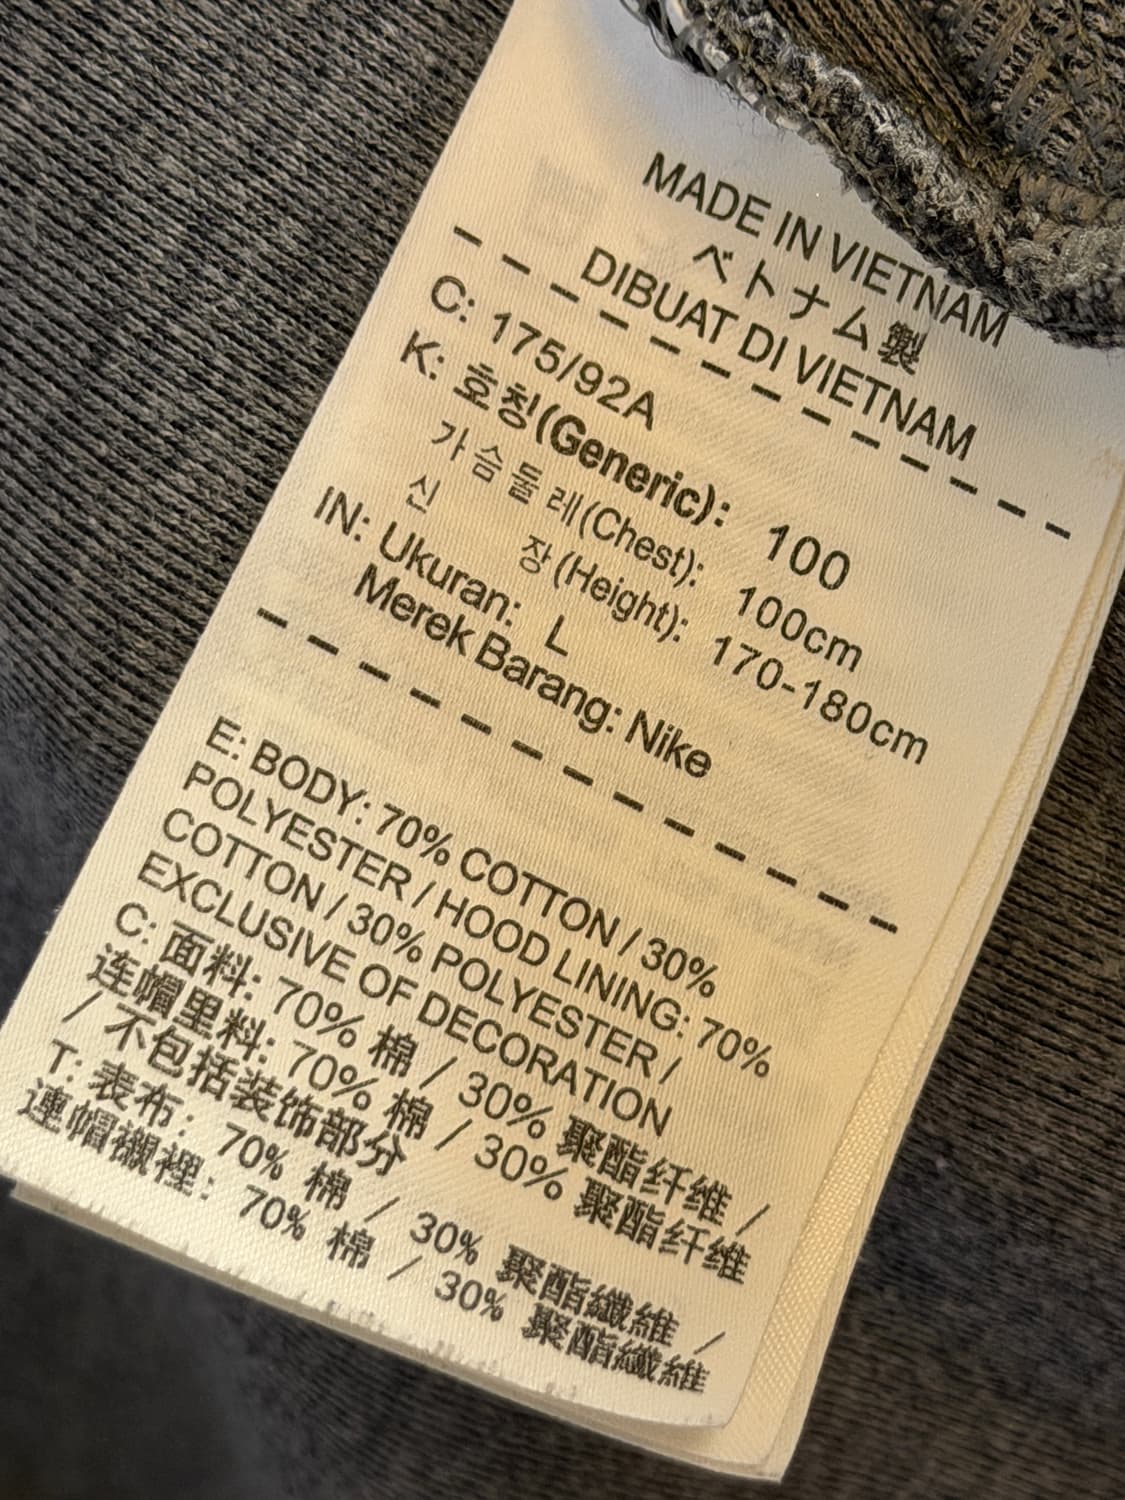 MADE IN VIETNAM
ベトナム製
DIBUAT DI VIETNAM
C: 175/92A
K: 호칭(Generic): 100
가슴둘레(Chest): 100cm
신 장(Height): 170-180cm
IN: Ukuran: L
Merek Barang: Nike
E: BODY: 70% COTTON / 30%
POLYESTER / HOOD LINING: 70%
COTTON / 30% POLYESTER /
EXCLUSIVE OF DECORATION
C: 面料: 70% 棉 / 30% 聚酯纤维 /
连帽里料: 70% 棉 / 30% 聚酯纤维
/ 不包括装饰部分
T: 表布: 70% 棉 / 30% 聚酯纖維 /
連帽襯裡: 70% 棉 / 30% 聚酯纖維